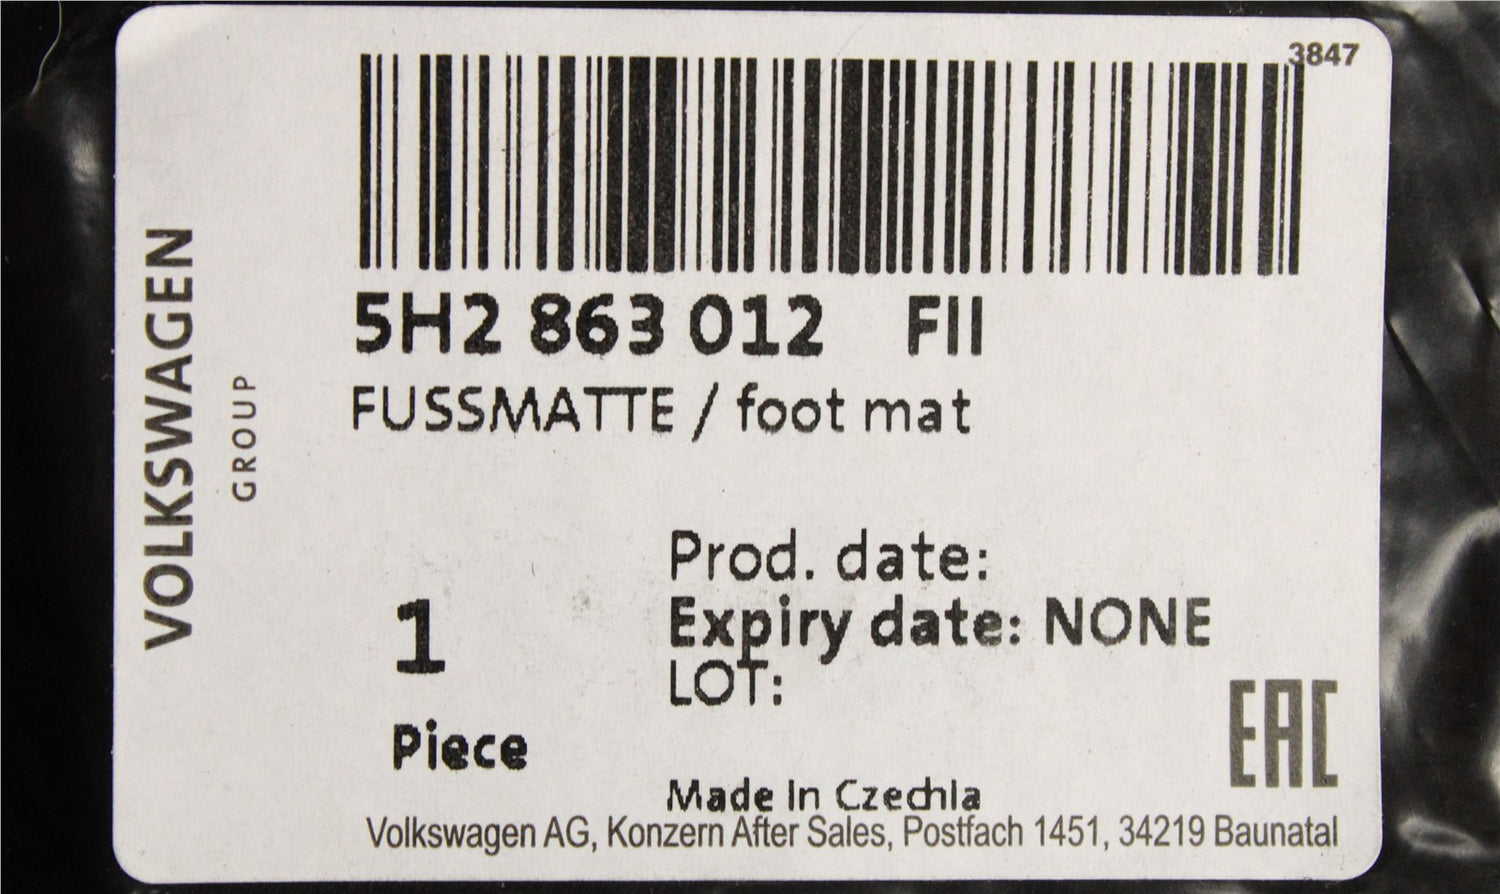 3847
5H2 863 012 FII
FUSSMATTE / foot mat
VOLKSWAGEN
GROUP
Prod. date:
Expiry date: NONE
LOT:
1
Piece
EAC
Made In Czechia
Volkswagen AG, Konzern After Sales, Postfach 1451, 34219 Baunatal